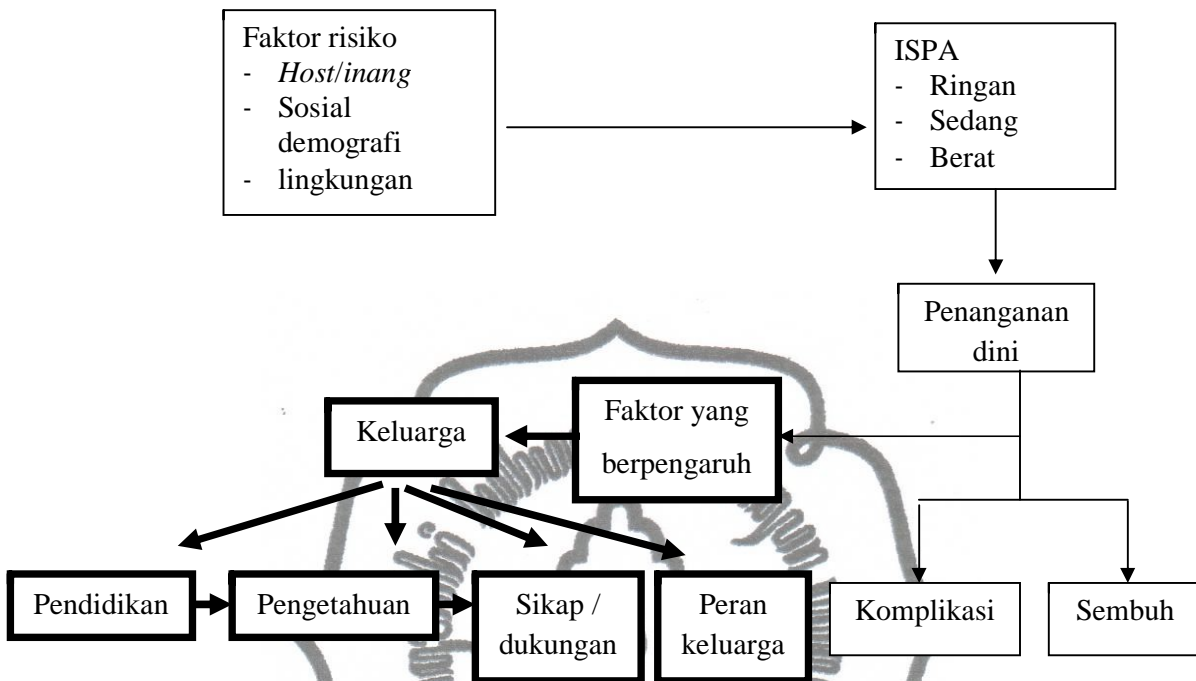 Faktor risiko
- Host/inang
- Sosial
demografi
- lingkungan
ISPA
- Ringan
- Sedang
- Berat
Penanganan
dini
Faktor yang
berpengaruh
Keluarga
Pendidikan
Pengetahuan
Sikap /
dukungan
Peran
keluarga
Komplikasi
Sembuh